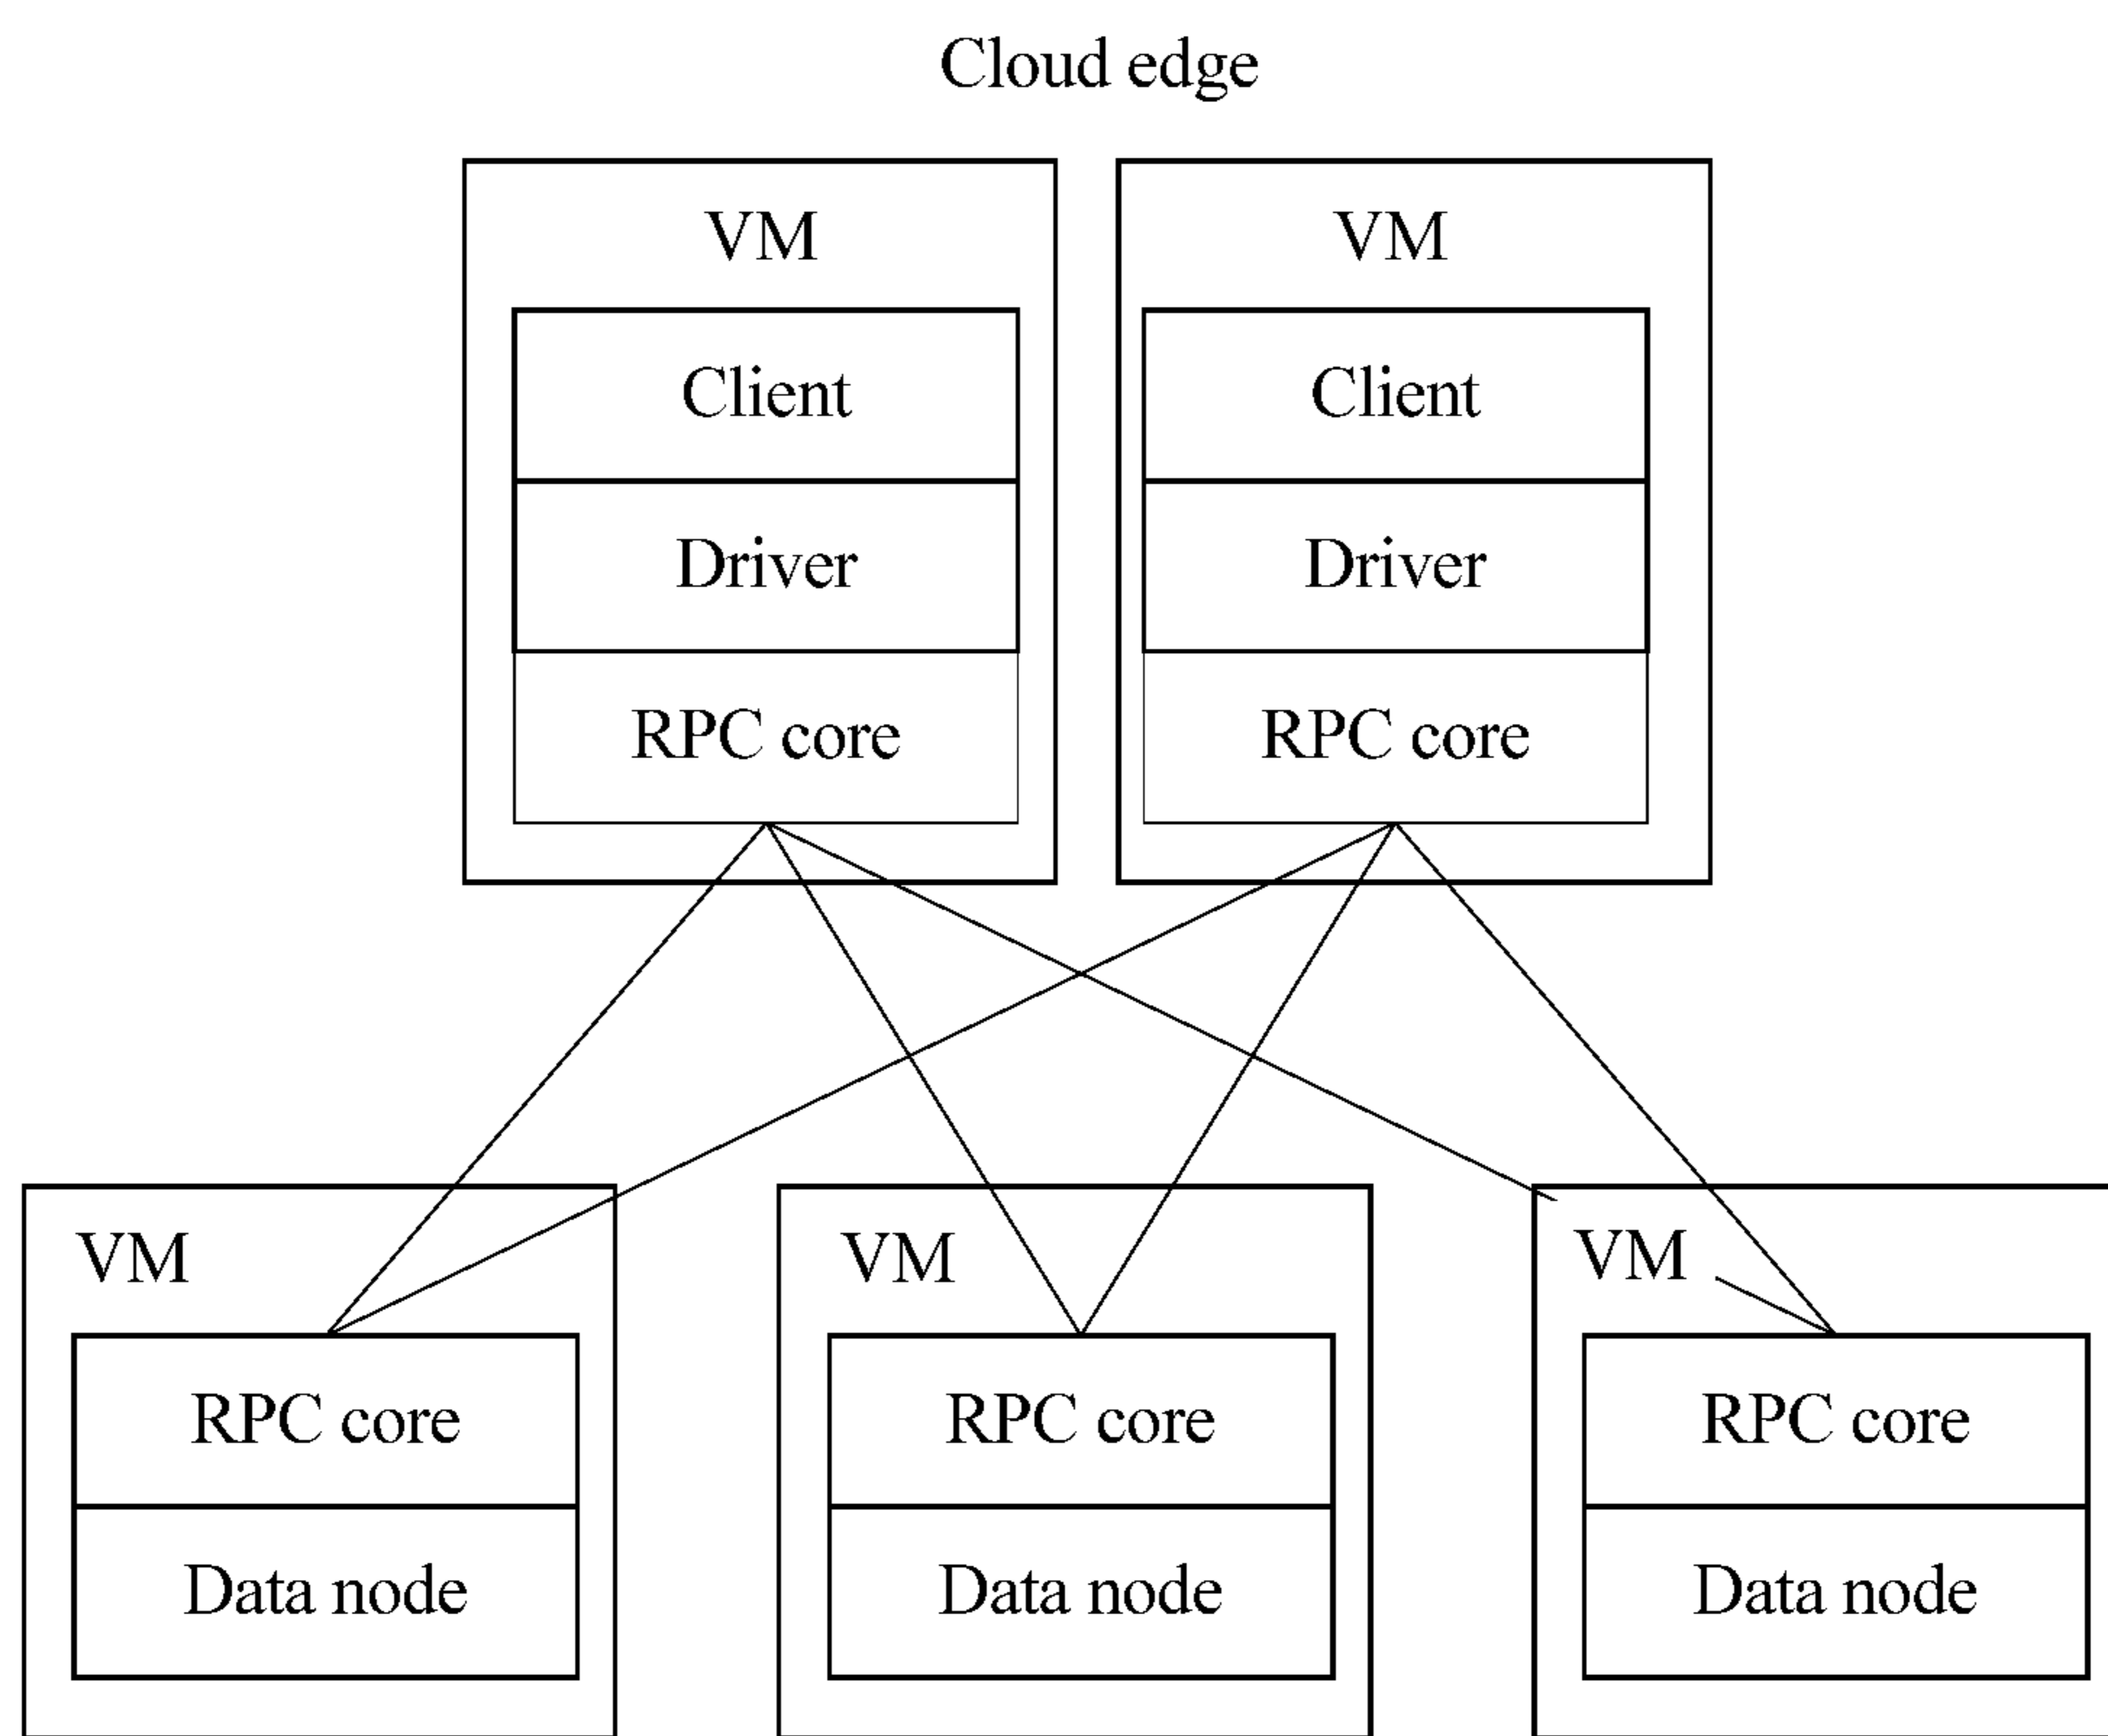 Cloud edge
VM
VM
Client
Client
Driver
Driver
RPC core
RPC core
VM
VM
VM
RPC core
RPC core
RPC core
Data node
Data node
Data node